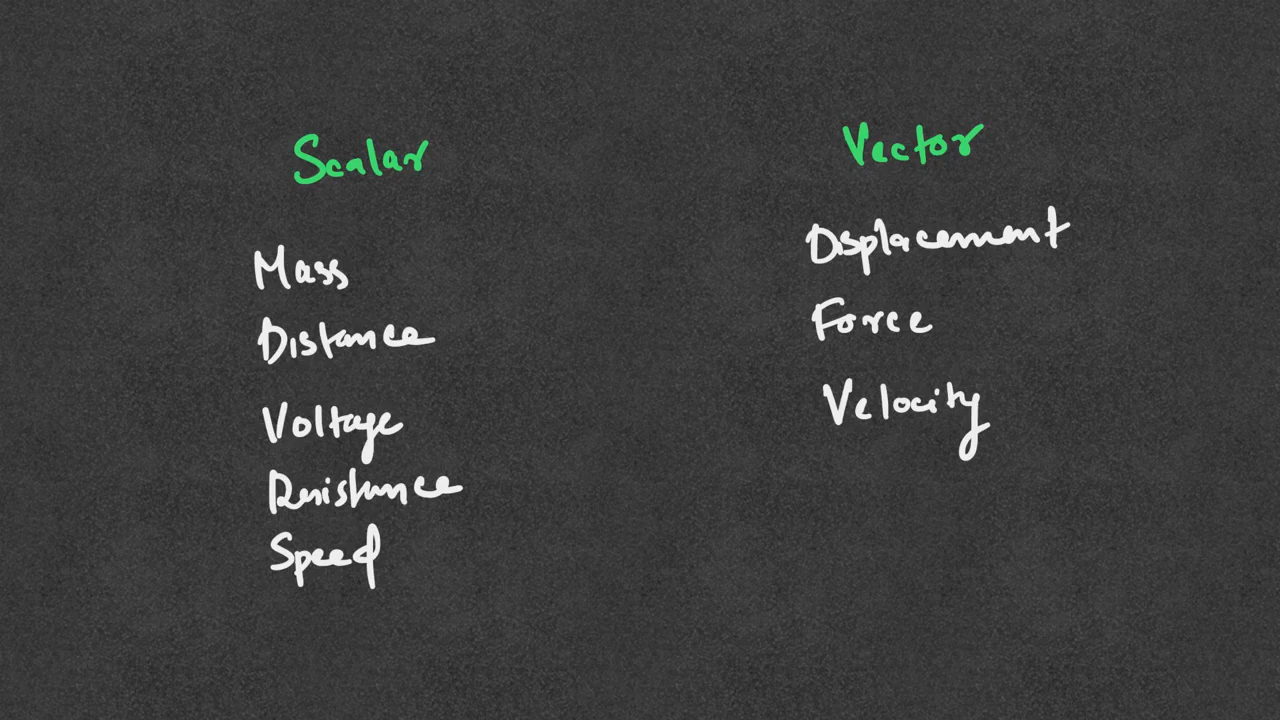 Scalar
Mass
Distance
Voltage
Resistance
Speed
Vector
Displacement
Force
Velocity